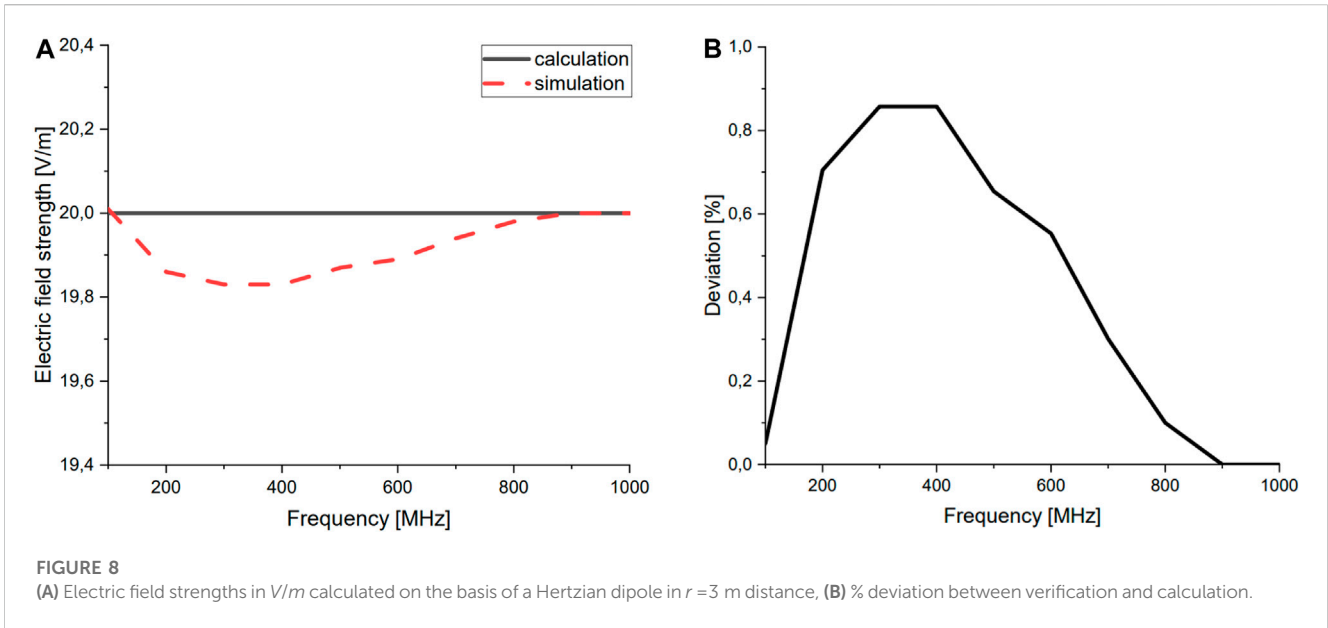 A
20,4
20,2
20,0
19,8
19,6
19,4
Electric field strength [V/m]
calculation
simulation
200
400
600
800
1000
Frequency [MHz]
B
1,0
0,8
0,6
0,4
0,2
0,0
Deviation [%]
200
400
600
800
1000
Frequency [MHz]
FIGURE 8
(A) Electric field strengths in V/m calculated on the basis of a Hertzian dipole in r =3 m distance, (B) % deviation between verification and calculation.